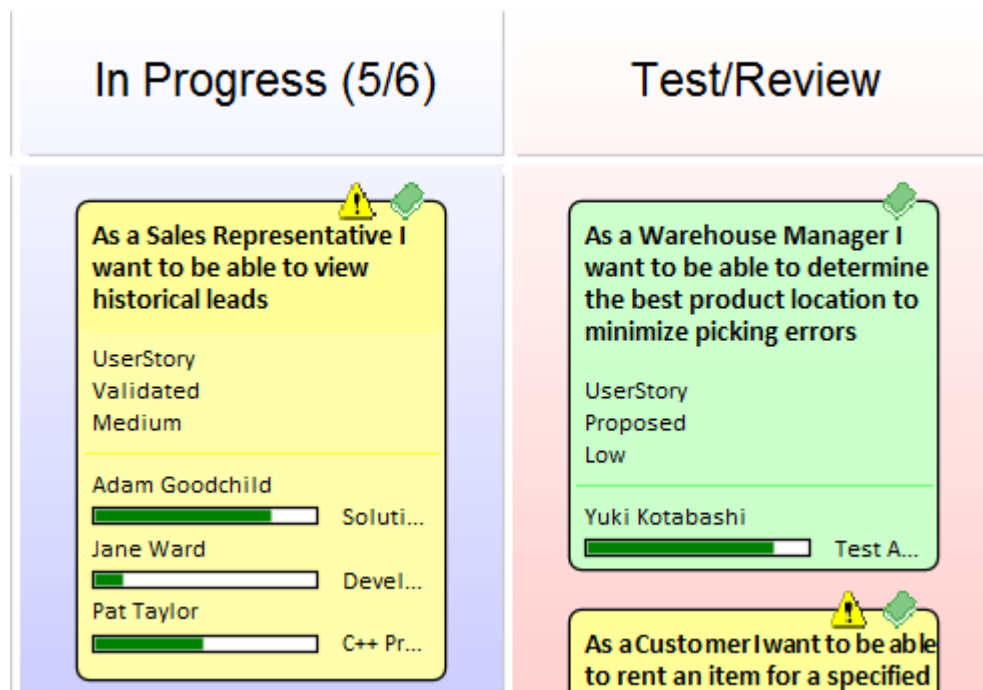 In Progress (5/6)
Test/Review
As a Sales Representative I
want to be able to view
historical leads
UserStory
Validated
Medium
Adam Goodchild
Soluti...
Jane Ward
Devel...
Pat Taylor
C++ Pr...
As a Warehouse Manager I
want to be able to determine
the best product location to
minimize picking errors
UserStory
Proposed
Low
Yuki Kotabashi
Test A...
As a Customer I want to be able
to rent an item for a specified